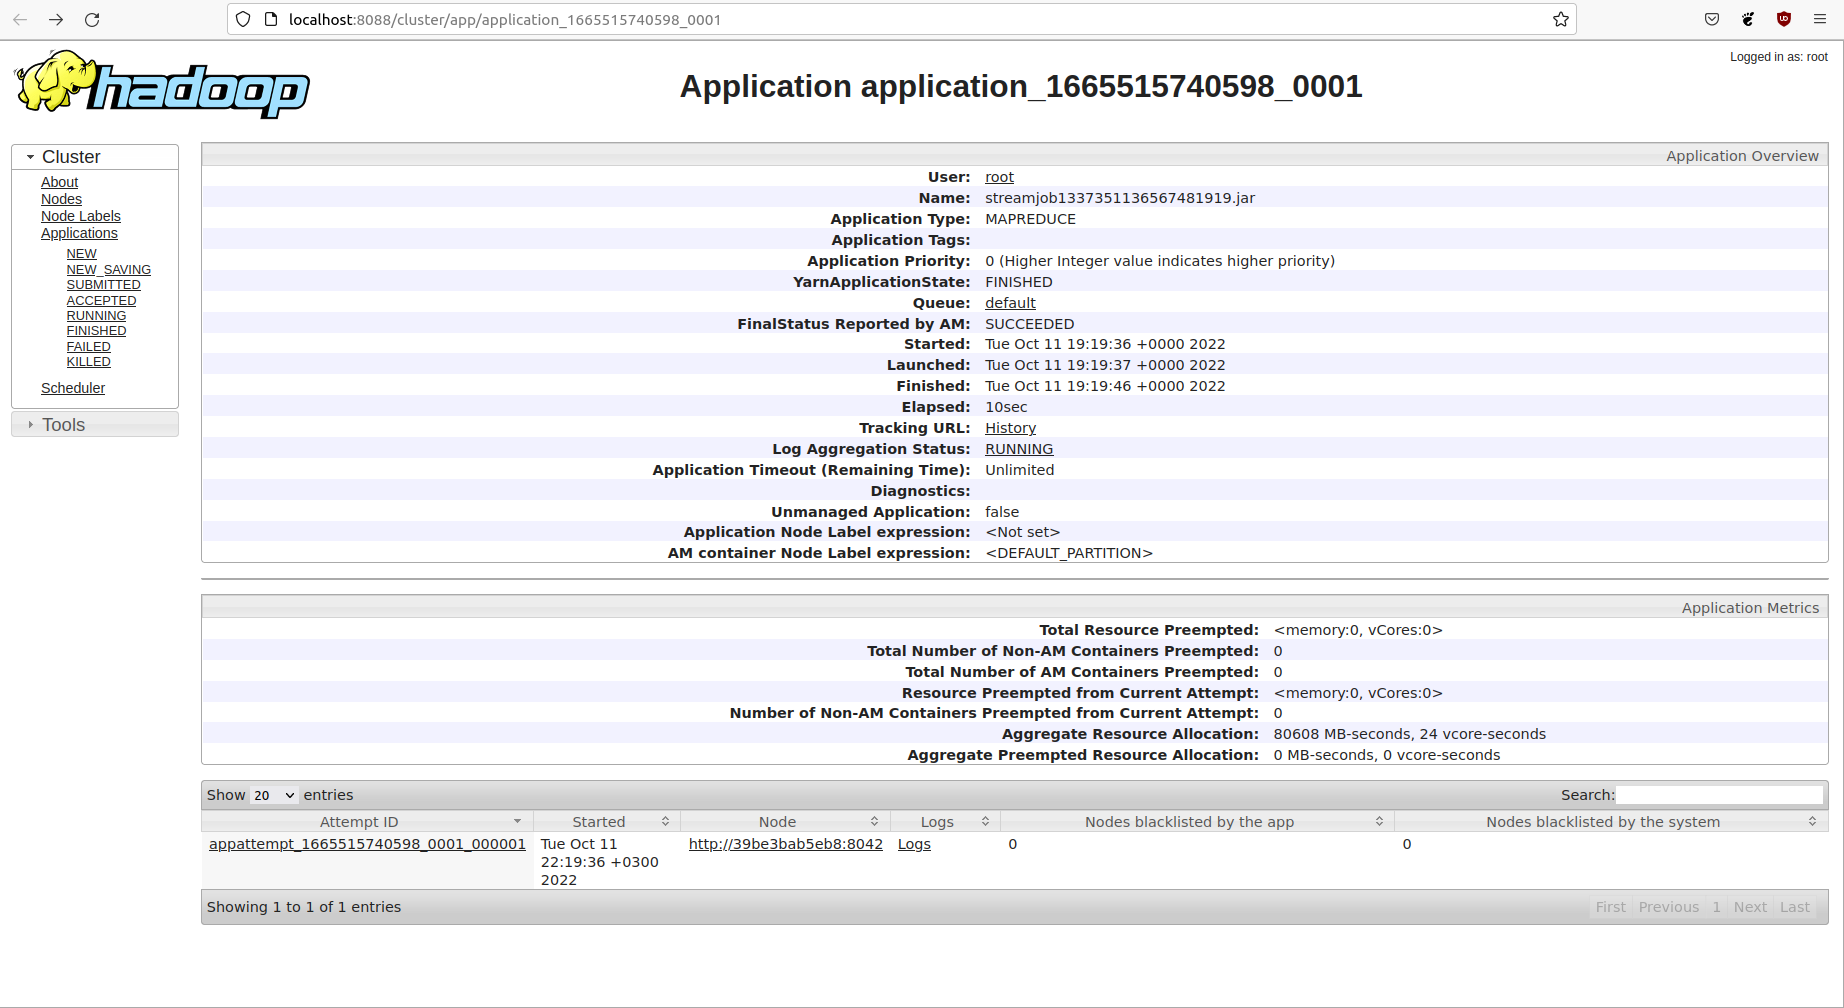 localhost:8088/cluster/app/application_1665515740598_0001
Logged in as: root
hadoop
Application application_1665515740598_0001
Cluster
About
Nodes
Node Labels
Applications
NEW
NEW_SAVING
SUBMITTED
ACCEPTED
RUNNING
FINISHED
FAILED
KILLED
Scheduler
Tools
Application Overview
User: root
Name: streamjob1337351136567481919.jar
Application Type: MAPREDUCE
Application Tags:
Application Priority: 0 (Higher Integer value indicates higher priority)
YarnApplicationState: FINISHED
Queue: default
FinalStatus Reported by AM: SUCCEEDED
Started: Tue Oct 11 19:19:36 +0000 2022
Launched: Tue Oct 11 19:19:37 +0000 2022
Finished: Tue Oct 11 19:19:46 +0000 2022
Elapsed: 10sec
Tracking URL: History
Log Aggregation Status: RUNNING
Application Timeout (Remaining Time): Unlimited
Diagnostics:
Unmanaged Application: false
Application Node Label expression: <Not set>
AM container Node Label expression: <DEFAULT_PARTITION>
Application Metrics
Total Resource Preempted: <memory:0, vCores:0>
Total Number of Non-AM Containers Preempted: 0
Total Number of AM Containers Preempted: 0
Resource Preempted from Current Attempt: <memory:0, vCores:0>
Number of Non-AM Containers Preempted from Current Attempt: 0
Aggregate Resource Allocation: 80608 MB-seconds, 24 vcore-seconds
Aggregate Preempted Resource Allocation: 0 MB-seconds, 0 vcore-seconds
Show 20 entries Search:
Attempt ID Started Node Logs Nodes blacklisted by the app Nodes blacklisted by the system
appattempt_1665515740598_0001_000001 Tue Oct 11 http://39be3bab5eb8:8042 Logs 0 0
22:19:36 +0300
2022
Showing 1 to 1 of 1 entries First Previous 1 Next Last